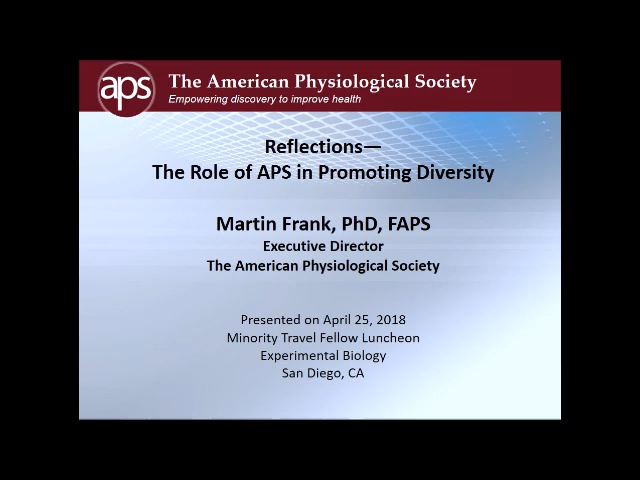 aps
The American Physiological Society
Empowering discovery to improve health
Reflections—
The Role of APS in Promoting Diversity
Martin Frank, PhD, FAPS
Executive Director
The American Physiological Society
Presented on April 25, 2018
Minority Travel Fellow Luncheon
Experimental Biology
San Diego, CA